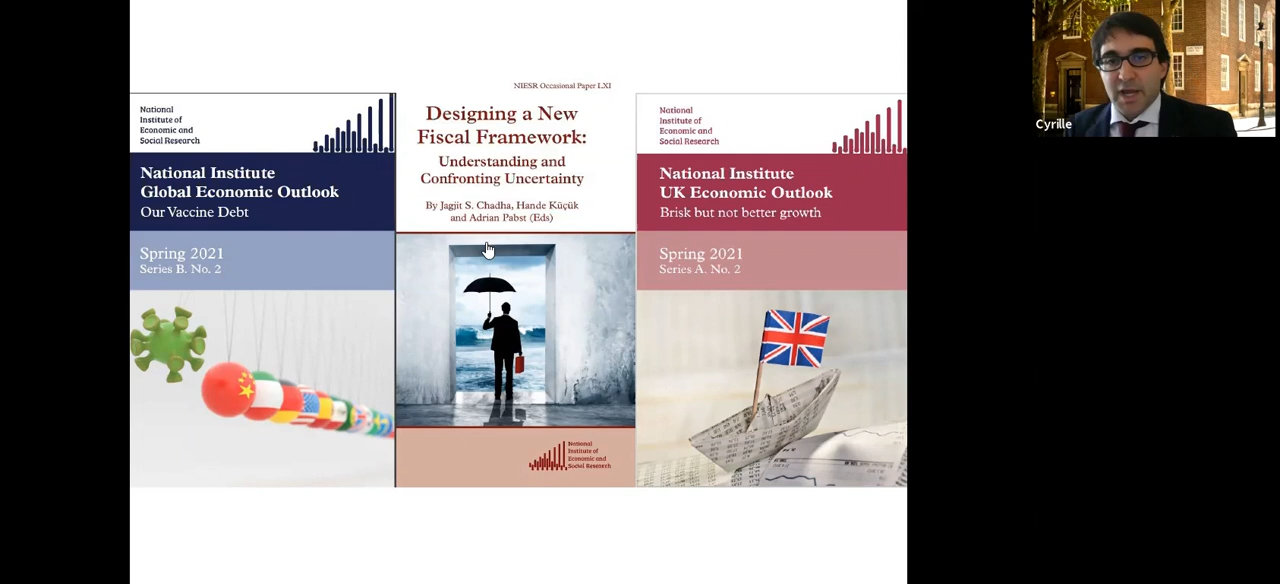 National
Institute of
Economic and
Social Research
National Institute
Global Economic Outlook
Our Vaccine Debt
Spring 2021
Series B. No. 2
NIESR Occasional Paper LXI
Designing a New
Fiscal Framework:
Understanding and
Confronting Uncertainty
By Jagjit S. Chadha, Hande Küçük
and Adrian Pabst (Eds)
National
Institute of
Economic and
Social Research
National
Institute of
Economic and
Social Research
National Institute
UK Economic Outlook
Brisk but not better growth
Spring 2021
Series A. No. 2
Cyrille